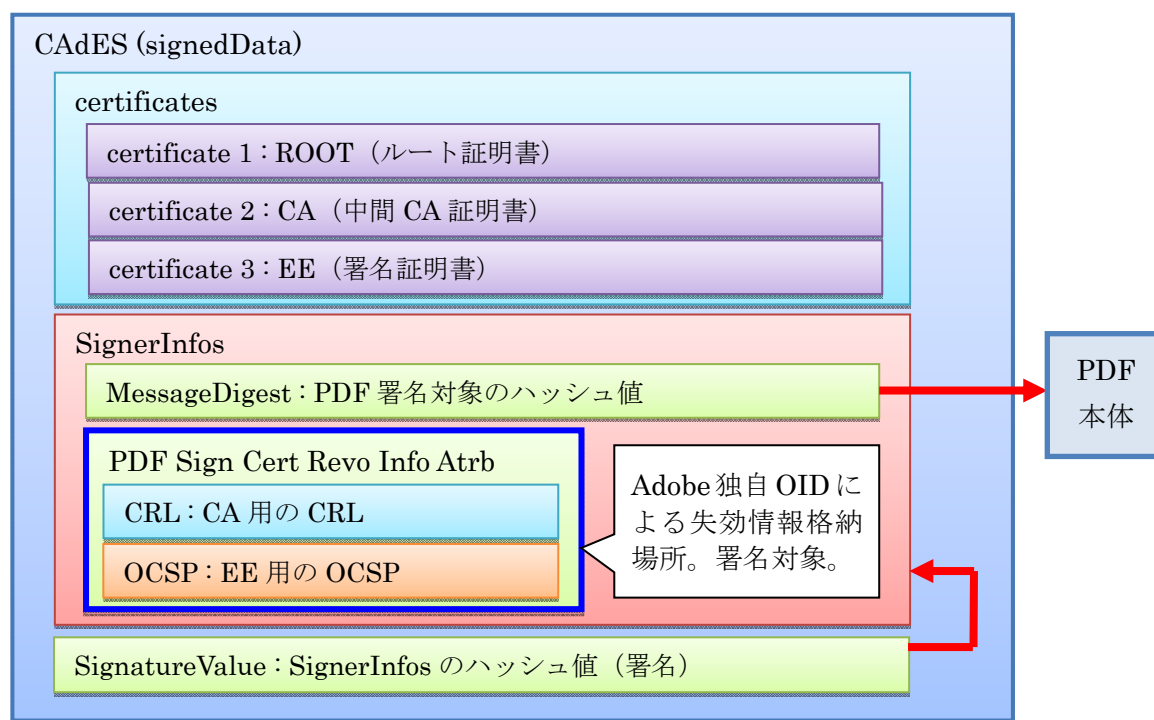 CAdES (signedData)
certificates
certificate 1：ROOT（ルート証明書）
certificate 2：CA（中間 CA 証明書）
certificate 3：EE（署名証明書）
SignerInfos
MessageDigest：PDF 署名対象のハッシュ値
PDF
本体
PDF Sign Cert Revo Info Atrb
CRL：CA 用の CRL
OCSP：EE 用の OCSP
Adobe 独自 OID に
よる失効情報格納
場所。署名対象。
SignatureValue：SignerInfos のハッシュ値（署名）